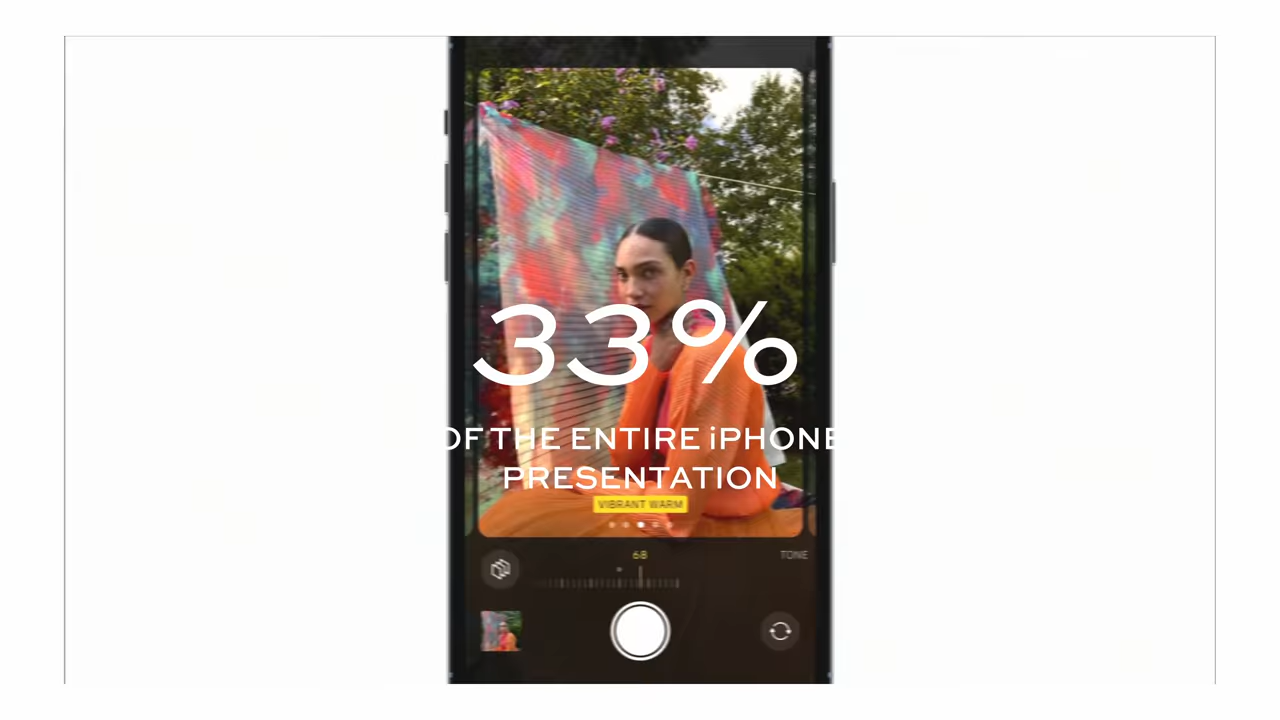 33%
OF THE ENTIRE iPHONE
PRESENTATION
VIBRANT WARM
68
TONE